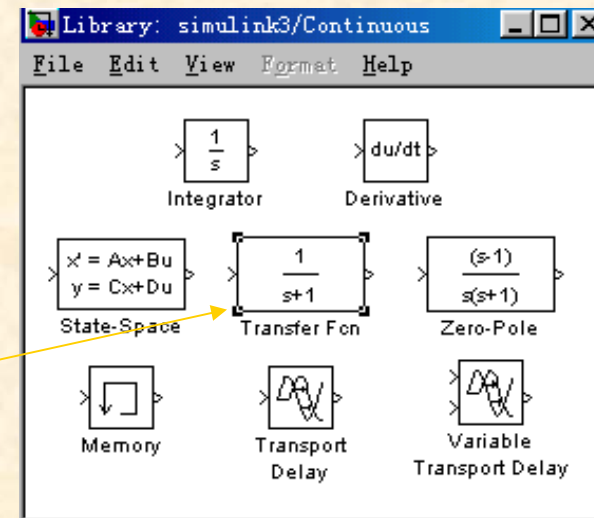 Library: simulink3/Continuous
File Edit View Format Help
1
s
du/dt
Integrator Derivative
x' = Ax+Bu
y = Cx+Du
1
s+1
(s-1)
s(s+1)
State-Space Transfer Fcn Zero-Pole
Memory Transport Delay Variable Transport Delay